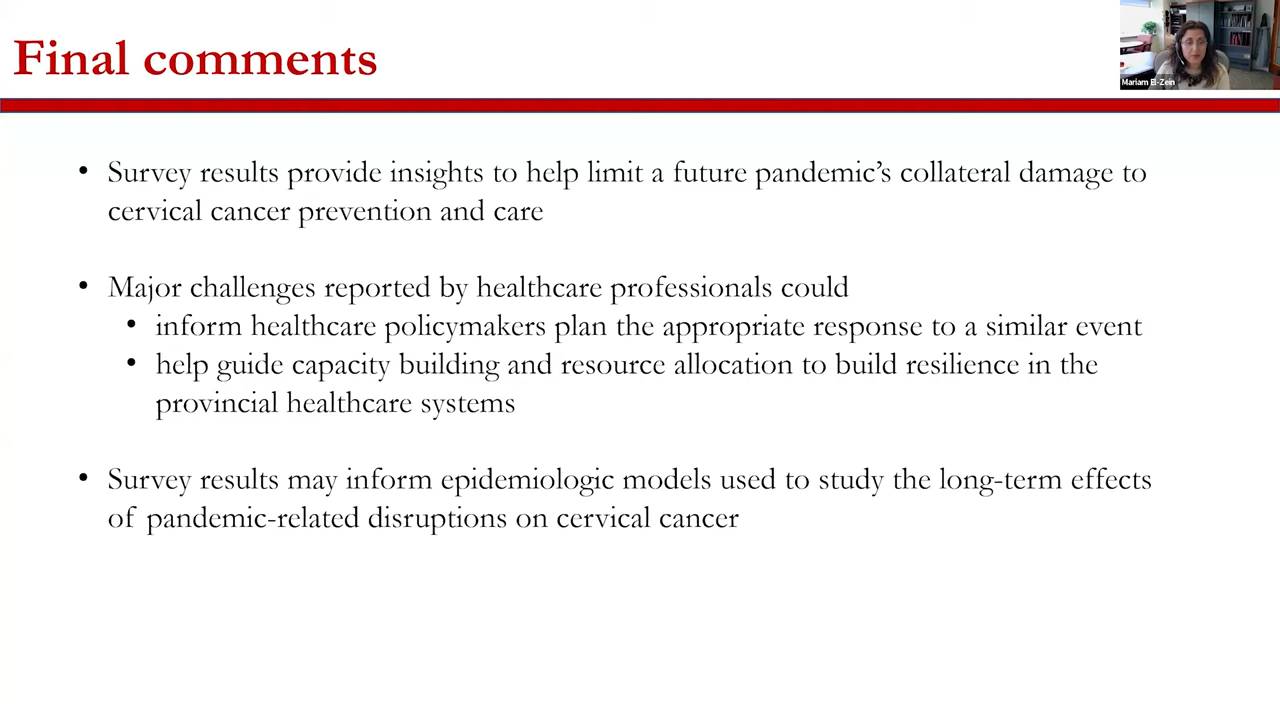 Final comments
Mariam El-Zein
• Survey results provide insights to help limit a future pandemic’s collateral damage to
cervical cancer prevention and care
• Major challenges reported by healthcare professionals could
• inform healthcare policymakers plan the appropriate response to a similar event
• help guide capacity building and resource allocation to build resilience in the
provincial healthcare systems
• Survey results may inform epidemiologic models used to study the long-term effects
of pandemic-related disruptions on cervical cancer